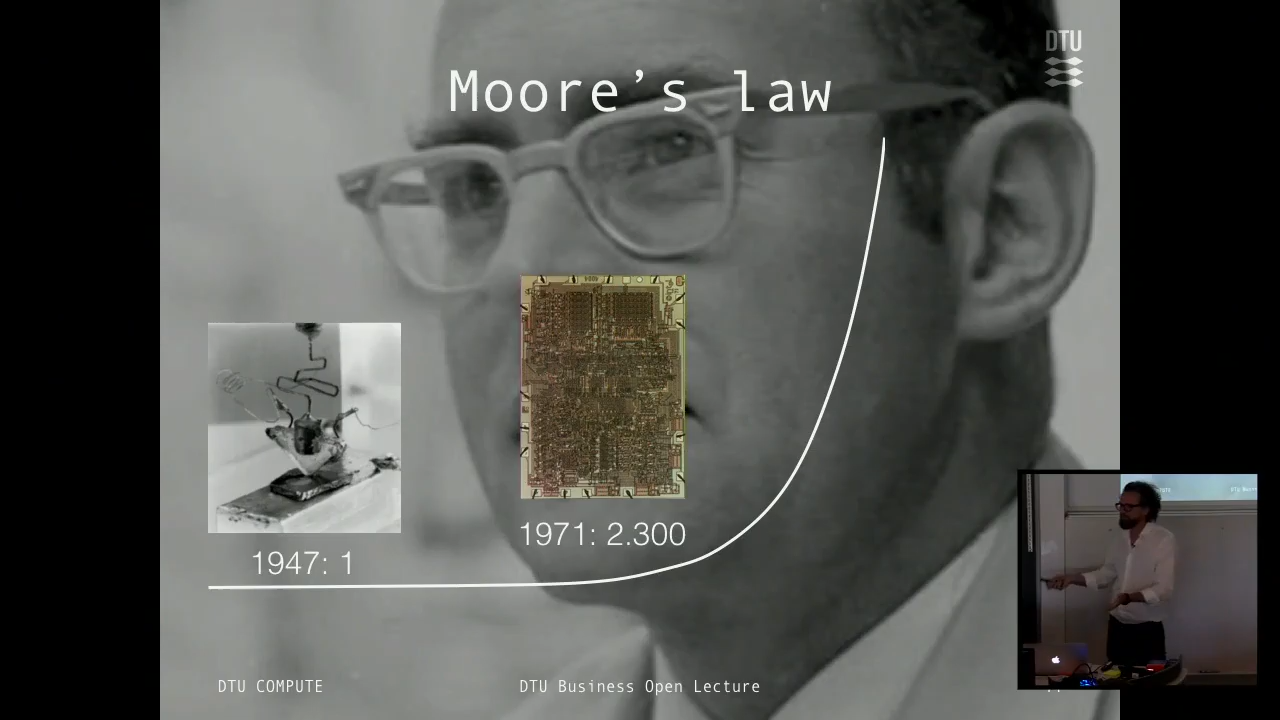 DTU
Moore's law
1947: 1
1971: 2.300
DTU COMPUTE
DTU Business Open Lecture